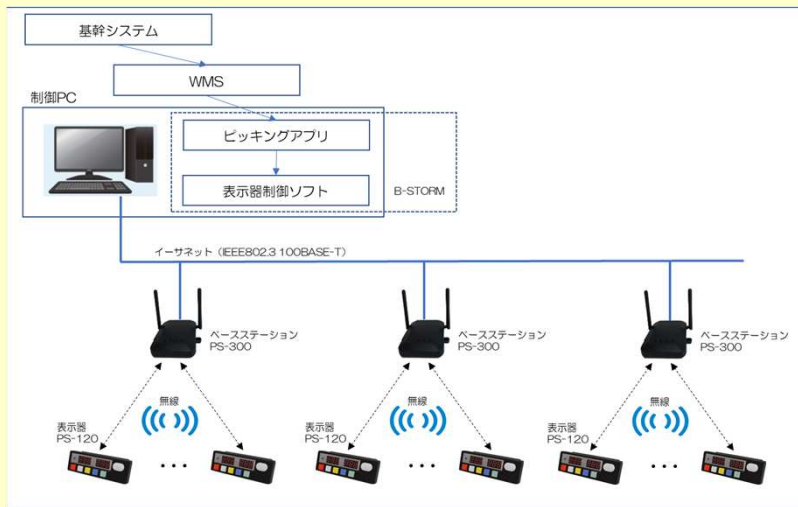 基幹システム
WMS
制御PC
ピッキングアプリ
表示器制御ソフト
B-STORM
イーサネット（IEEE802.3 100BASE-T）
ベースステーション
PS-300
ベースステーション
PS-300
ベースステーション
PS-300
無線
無線
無線
表示器
PS-120
表示器
PS-120
表示器
PS-120